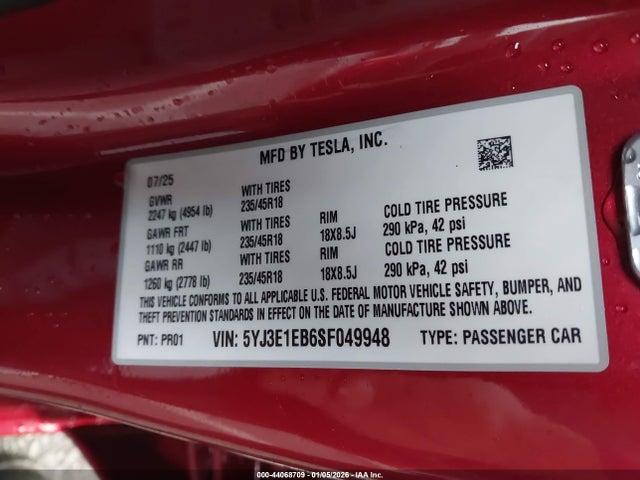 MFD BY TESLA, INC.
07/25
GVWR WITH TIRES
2247 kg (4954 lb) 235/45R18 RIM COLD TIRE PRESSURE
GAWR FRT WITH TIRES 18X8.5J 290 kPa, 42 psi
1110 kg (2447 lb) 235/45R18 RIM COLD TIRE PRESSURE
GAWR RR WITH TIRES 18X8.5J 290 kPa, 42 psi
1260 kg (2778 lb) 235/45R18
THIS VEHICLE CONFORMS TO ALL APPLICABLE U.S. FEDERAL MOTOR VEHICLE SAFETY, BUMPER, AND
THEFT PREVENTION STANDARDS IN EFFECT ON THE DATE OF MANUFACTURE SHOWN ABOVE.
PNT: PR01 VIN: 5YJ3E1EB6SF049948 TYPE: PASSENGER CAR
000-44068709 - 01/05/2026 - IAA Inc.